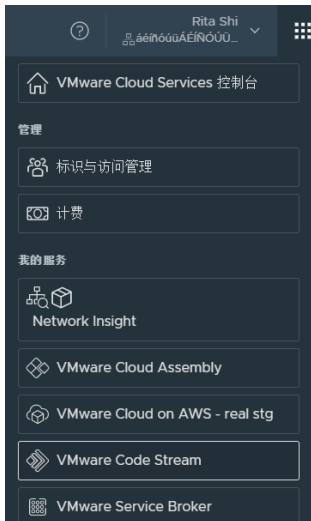 Rita Shi
áéíñóúüÁÉÍÑÓÚÜ...
VMware Cloud Services 控制台
管理
标识与访问管理
计费
我的服务
Network Insight
VMware Cloud Assembly
VMware Cloud on AWS - real stg
VMware Code Stream
VMware Service Broker